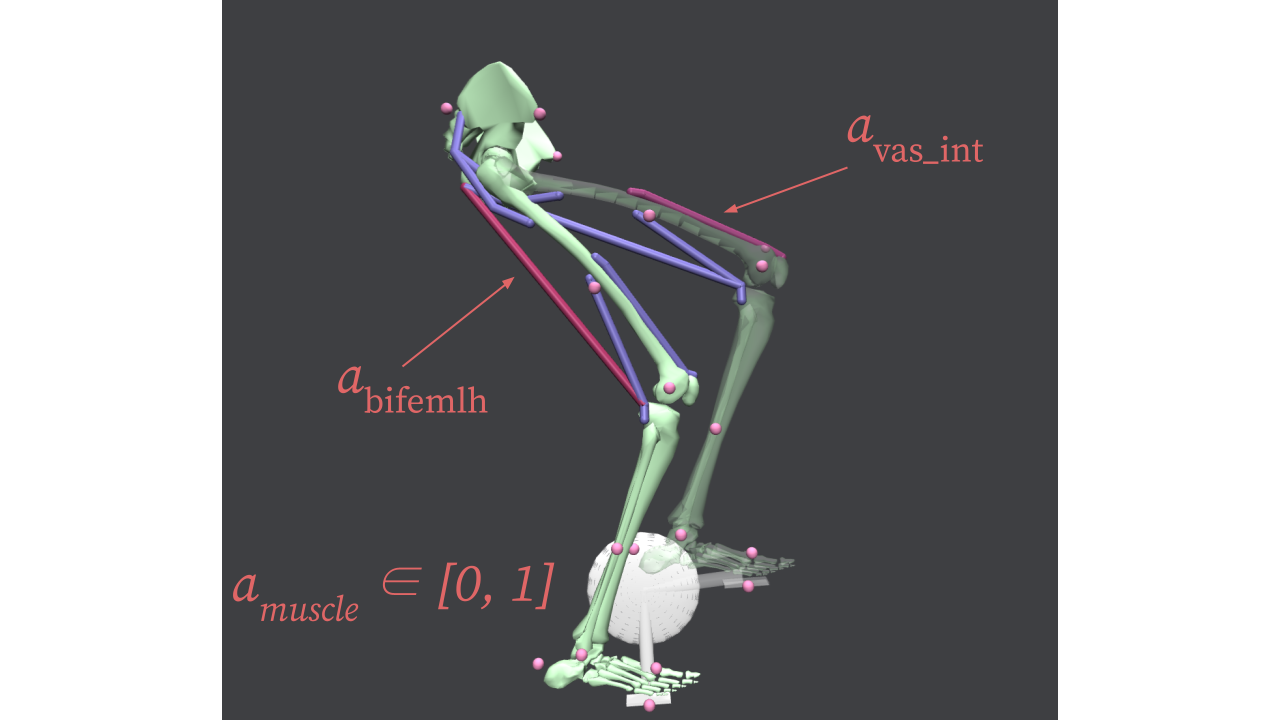 a_vas_int
a_bifemlh
a_muscle ∈ [0, 1]